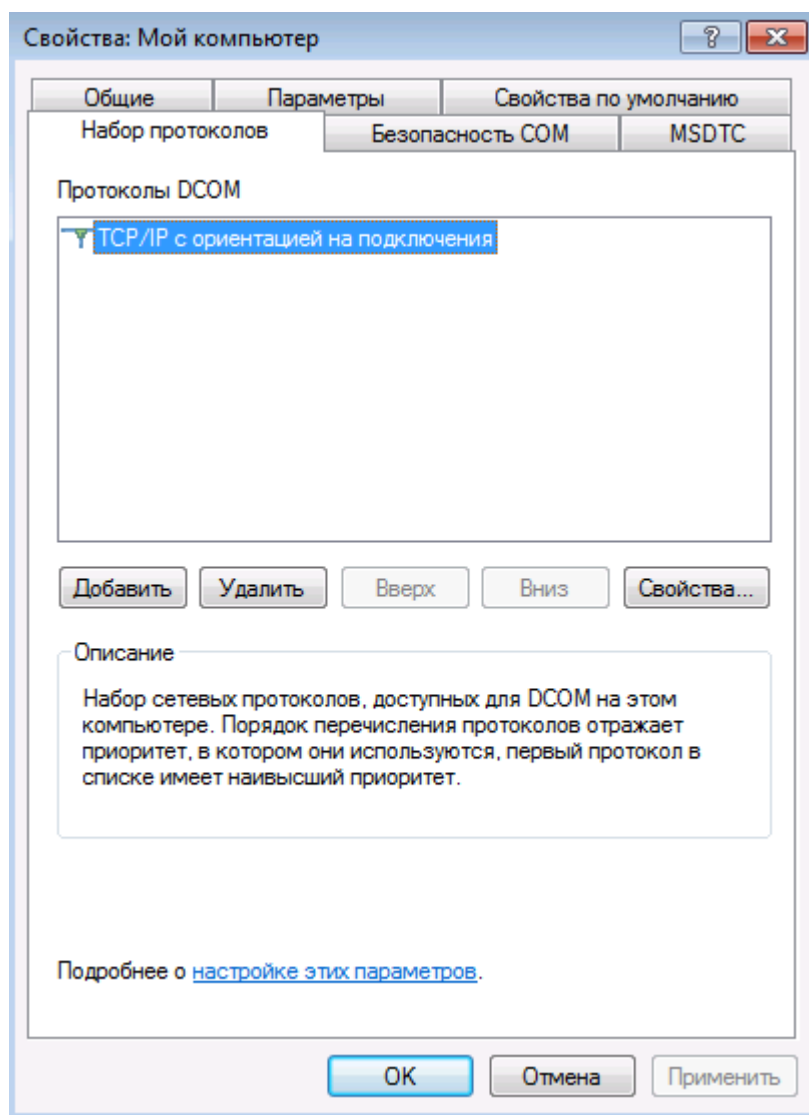 Свойства: Мой компьютер
Общие
Параметры
Свойства по умолчанию
Набор протоколов
Безопасность COM
MSDTC
Протоколы DCOM
TCP/IP с ориентацией на подключения
Добавить
Удалить
Вверх
Вниз
Свойства...
Описание
Набор сетевых протоколов, доступных для DCOM на этом
компьютере. Порядок перечисления протоколов отражает
приоритет, в котором они используются, первый протокол в
списке имеет наивысший приоритет.
Подробнее о настройке этих параметров.
OK
Отмена
Применить